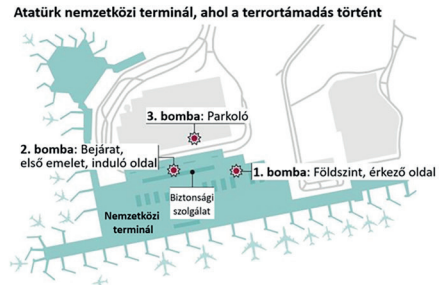 Atatürk nemzetközi terminál, ahol a terrortámadás történt
3. bomba: Parkoló
2. bomba: Bejárat,
első emelet, induló oldal
1. bomba: Földszint, érkező oldal
Biztonsági
szolgálat
Nemzetközi
terminál